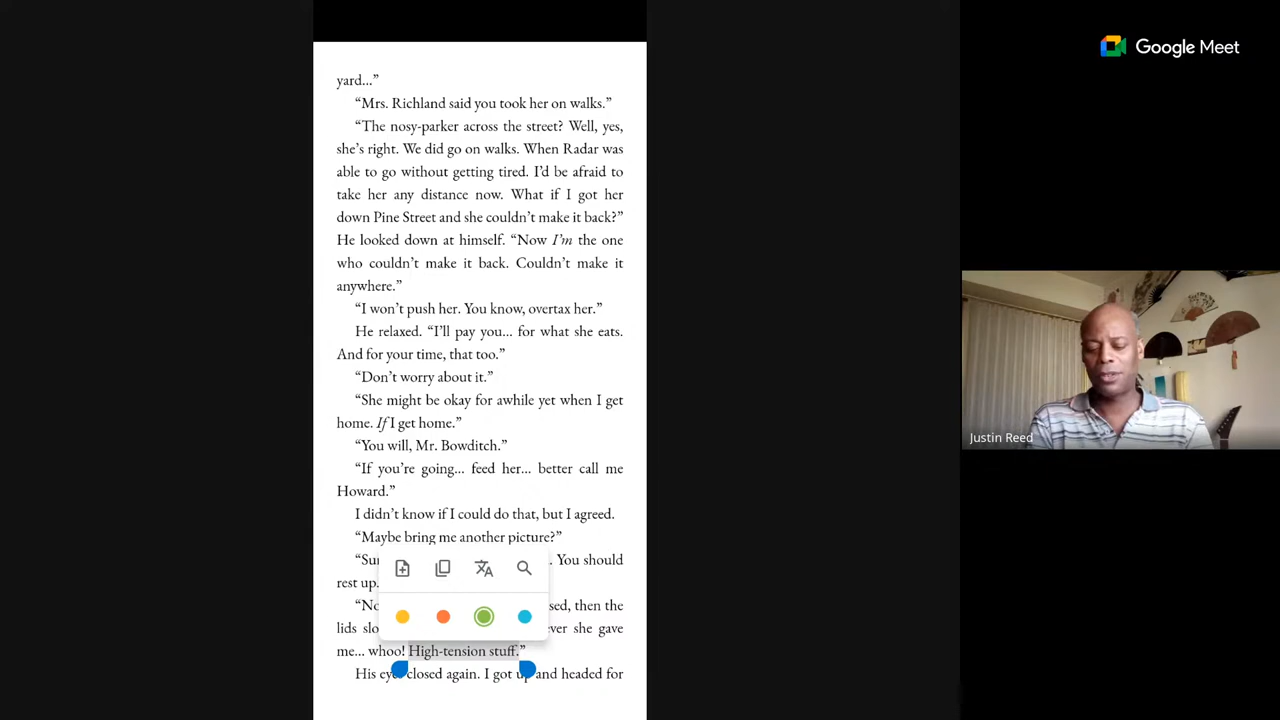 Google Meet
yard...”
“Mrs. Richland said you took her on walks.”
“The nosy-parker across the street? Well, yes,
she’s right. We did go on walks. When Radar was
able to go without getting tired. I’d be afraid to
take her any distance now. What if I got her
down Pine Street and she couldn’t make it back?”
He looked down at himself. “Now I’m the one
who couldn’t make it back. Couldn’t make it
anywhere.”
“I won’t push her. You know, overtax her.”
He relaxed. “I’ll pay you... for what she eats.
And for your time, that too.”
“Don’t worry about it.”
“She might be okay for awhile yet when I get
home. If I get home.”
“You will, Mr. Bowditch.”
“If you’re going... feed her... better call me
Howard.”
I didn’t know if I could do that, but I agreed.
“Maybe bring me another picture?”
You should
rest up.
then the
she gave
me... whoo! High-tension stuff.”
His closed again. I got and headed for
Justin Reed